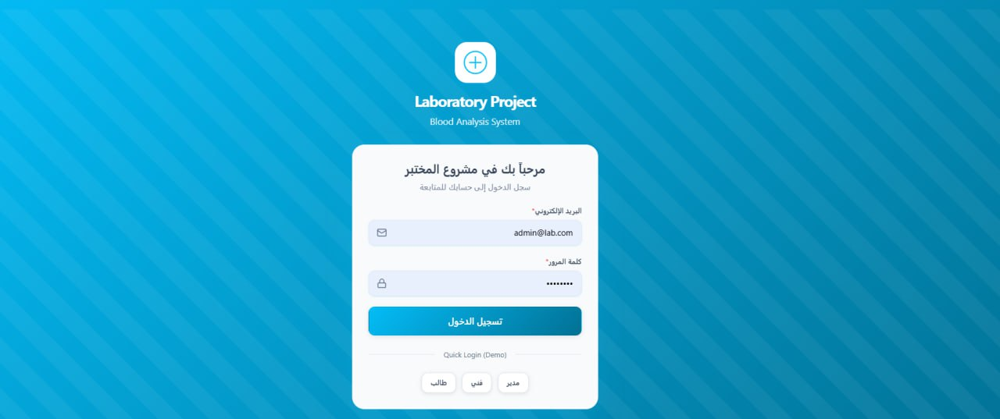 Laboratory Project
Blood Analysis System
مرحباً بك في مشروع المختبر
سجل الدخول إلى حسابك للمتابعة
البريد الإلكتروني*
admin@lab.com
كلمة المرور*
••••••••
تسجيل الدخول
Quick Login (Demo)
مدير
فني
طالب